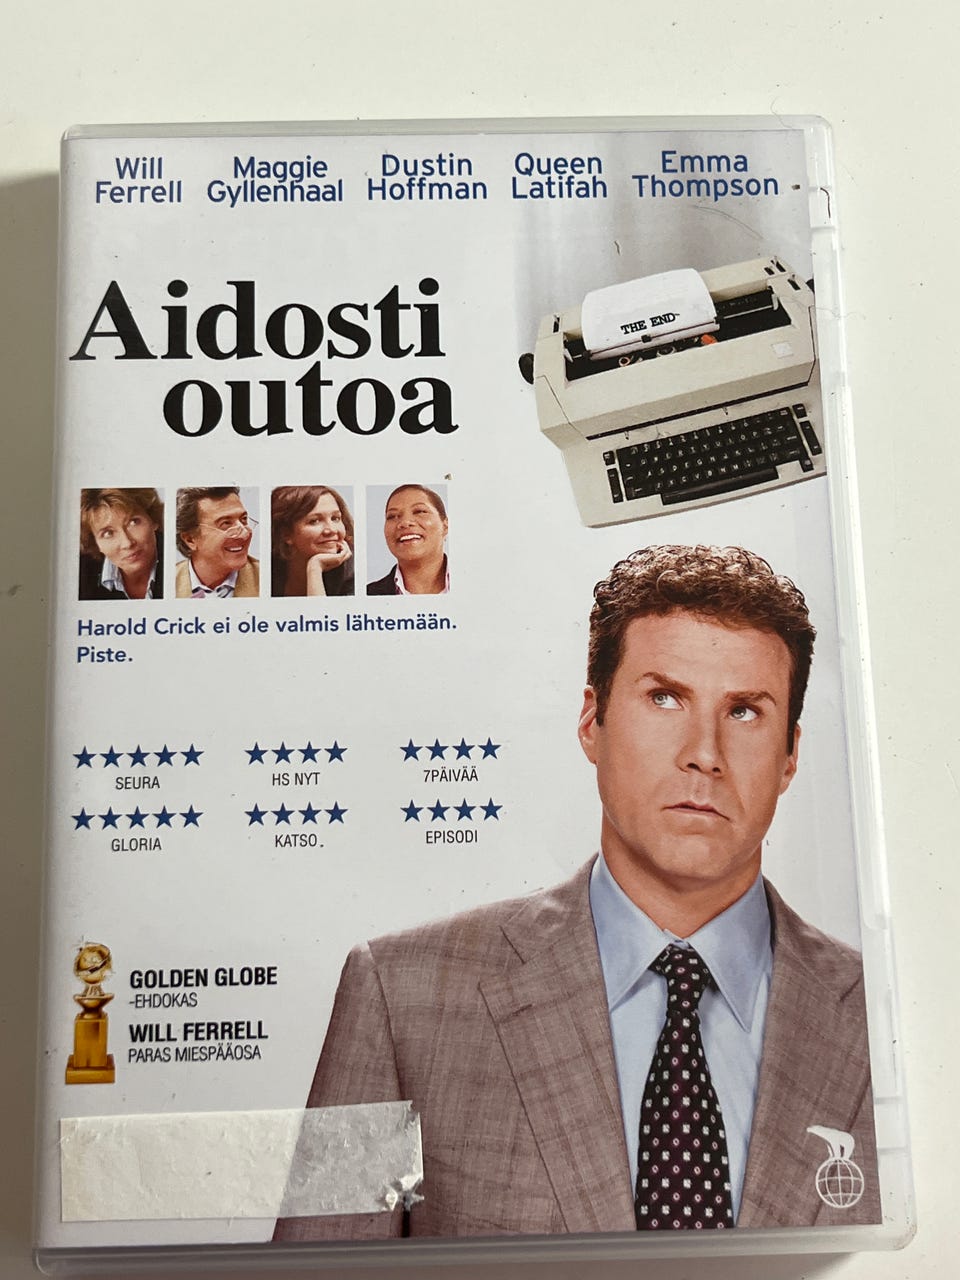 Will Ferrell
Maggie Gyllenhaal
Dustin Hoffman
Queen Latifah
Emma Thompson
Aidosti
outoa
THE END
Harold Crick ei ole valmis lähtemään.
Piste.
★★★★★
SEURA
★★★★
HS NYT
★★★★
7PÄIVÄÄ
★★★★★
GLORIA
★★★★
KATSO.
★★★★
EPISODI
GOLDEN GLOBE
-EHDOKAS
WILL FERRELL
PARAS MIESPÄÄOSA